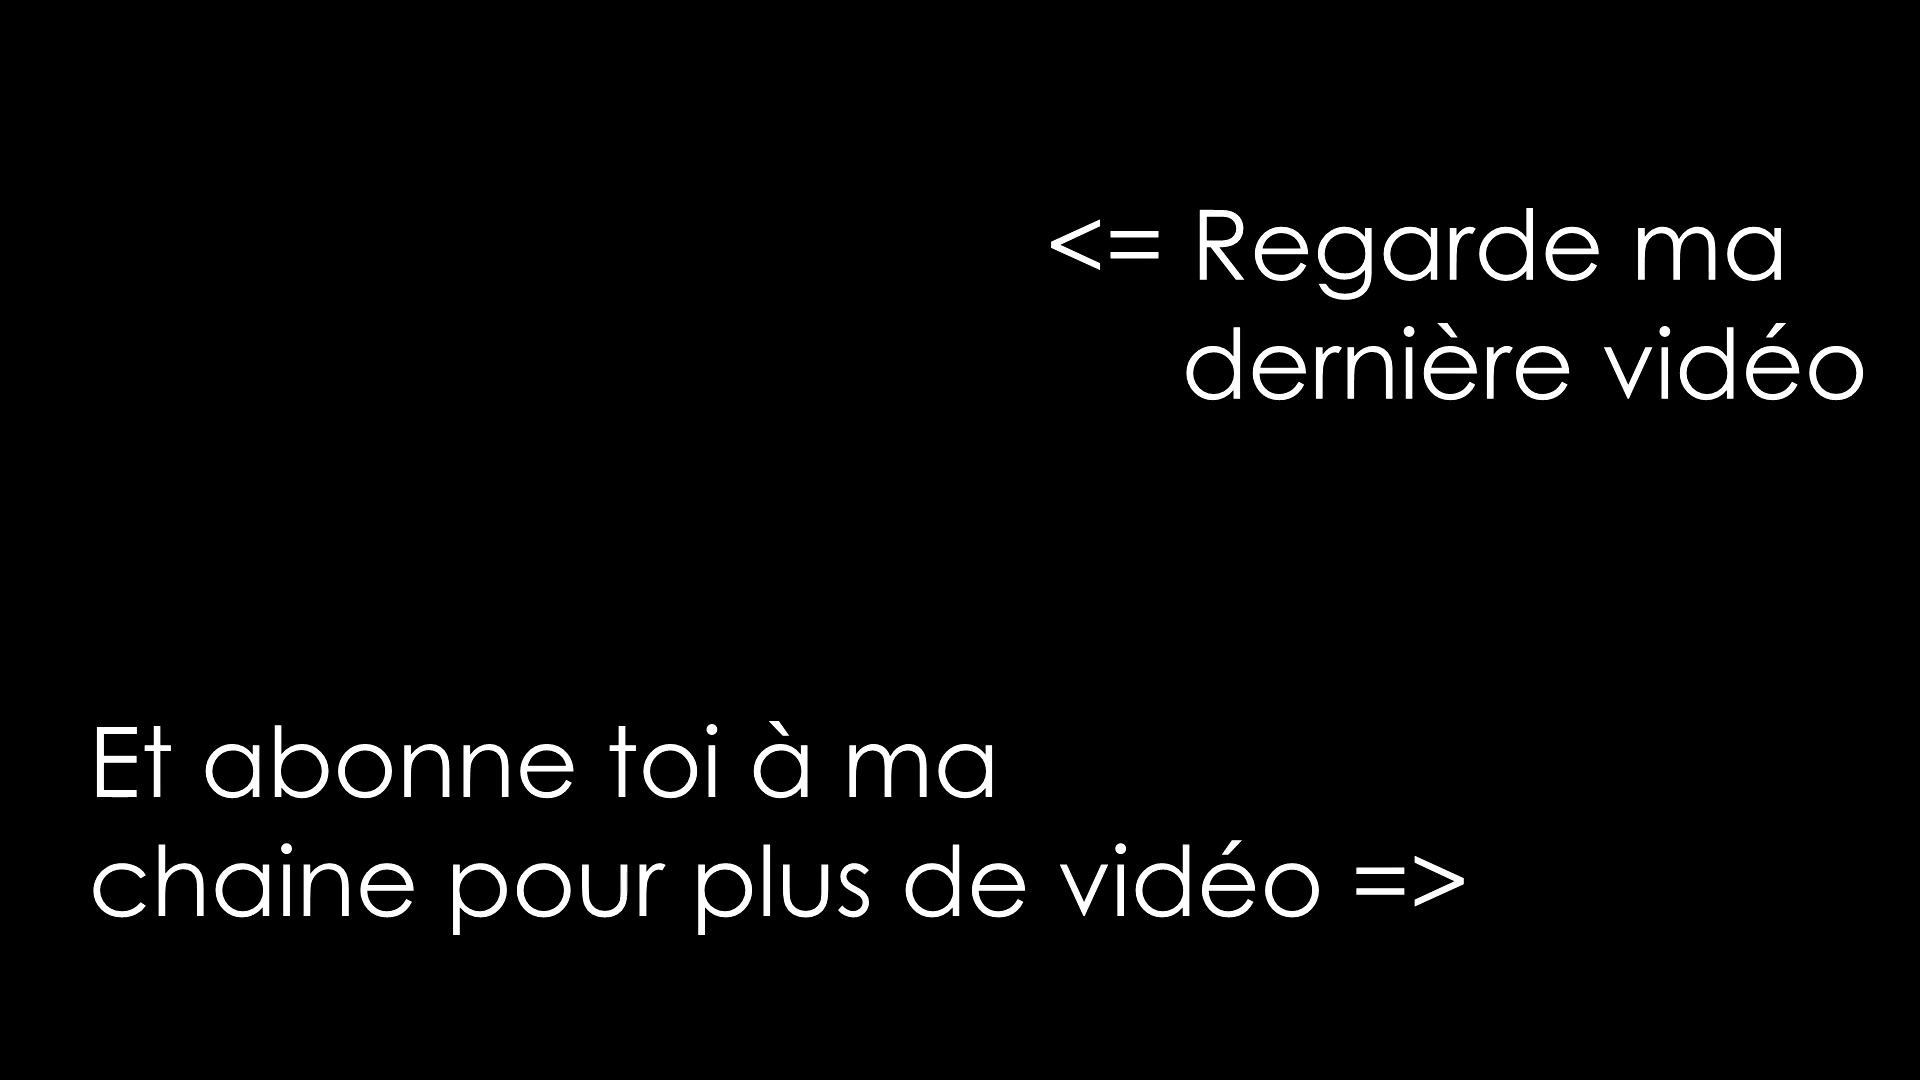 <= Regarde ma
dernière vidéo
Et abonne toi à ma
chaine pour plus de vidéo =>